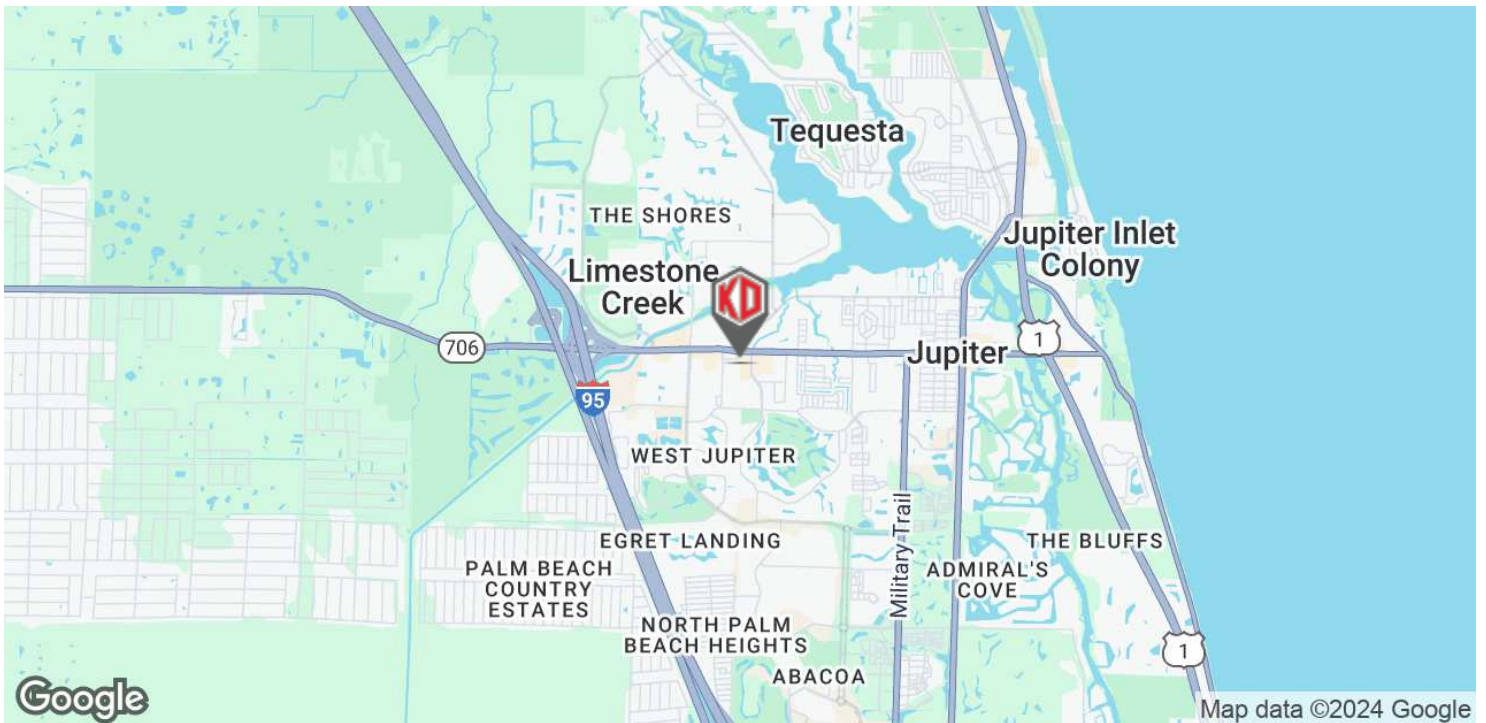 Tequesta
THE SHORES
Jupiter Inlet
Colony
Limestone
Creek
KD
706
1
Jupiter
95
WEST JUPITER
Military Trail
EGRET LANDING
THE BLUFFS
PALM BEACH
COUNTRY
ESTATES
ADMIRAL'S
COVE
NORTH PALM
BEACH HEIGHTS
1
ABACOA
Google
Map data ©2024 Google